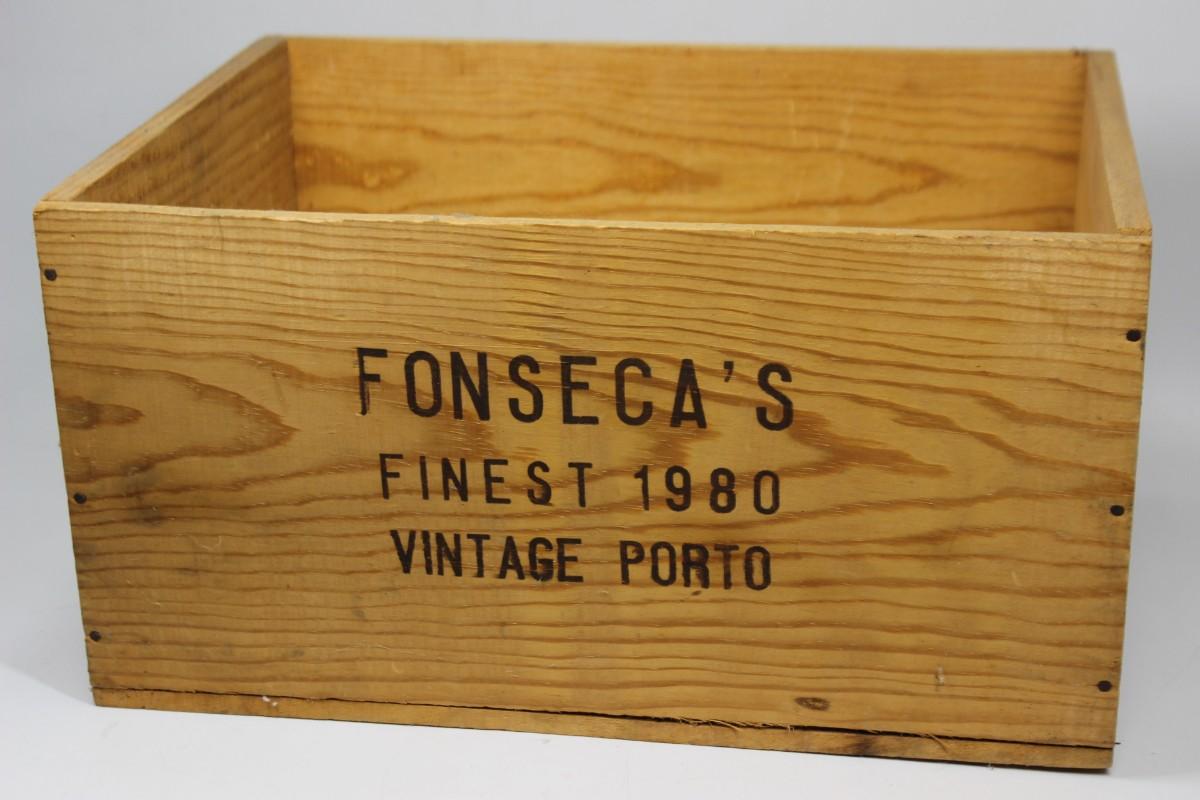 FONSECA'S
FINEST 1980
VINTAGE PORTO